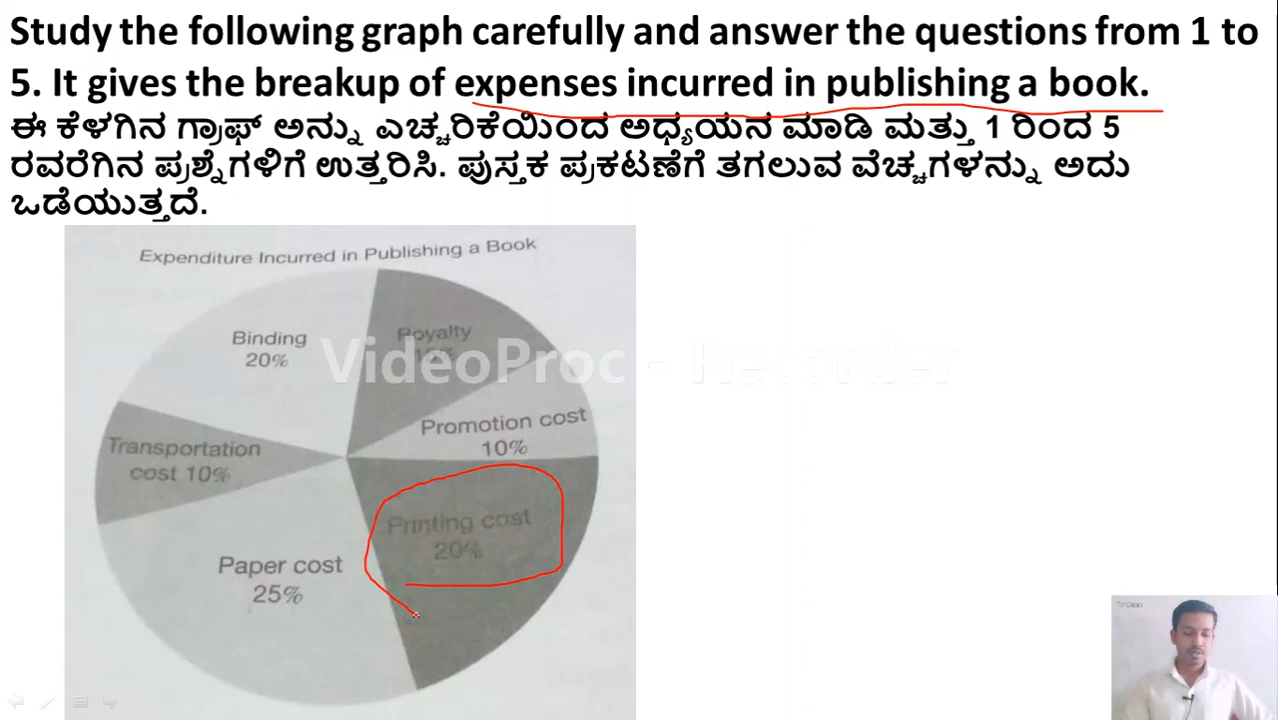 Study the following graph carefully and answer the questions from 1 to
5. It gives the breakup of expenses incurred in publishing a book.
ಈ ಕೆಳಗಿನ ಗ್ರಾಫ್ ಅನ್ನು ಎಚ್ಚರಿಕೆಯಿಂದ ಅಧ್ಯಯನ ಮಾಡಿ ಮತ್ತು 1 ರಿಂದ 5
ರವರೆಗಿನ ಪ್ರಶ್ನೆಗಳಿಗೆ ಉತ್ತರಿಸಿ. ಪುಸ್ತಕ ಪ್ರಕಟಣೆಗೆ ತಗಲುವ ವೆಚ್ಚಗಳನ್ನು ಅದು
ಒಡೆಯುತ್ತದೆ.
Expenditure Incurred in Publishing a Book
Binding
20%
Royalty
15%
VideoProc - Recorder
Promotion cost
10%
Transportation
cost 10%
Printing cost
20%
Paper cost
25%